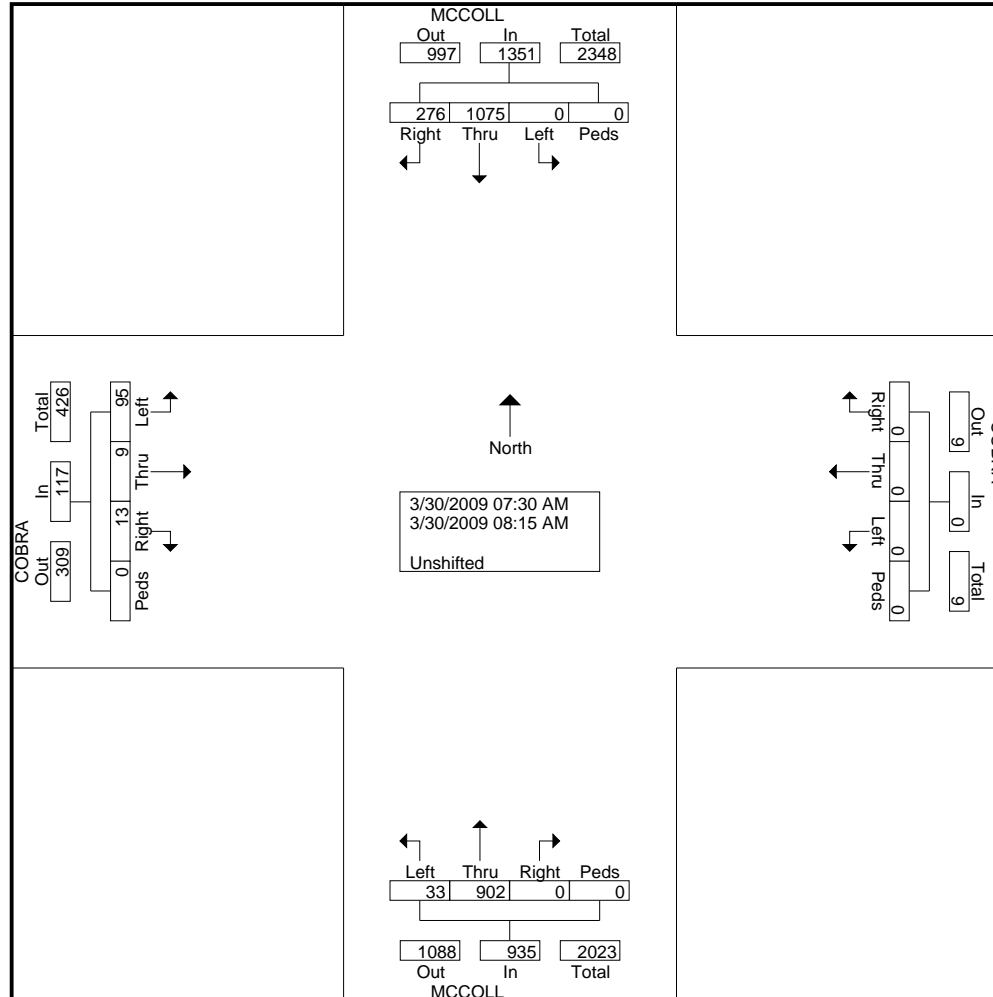 MCCOLL
Out In Total
997 1351 2348
276 1075 0 0
Right Thru Left Peds
Total In Out
426 117 309
COBRA
95 9 13 0
Left Thru Right Peds
North
3/30/2009 07:30 AM
3/30/2009 08:15 AM
Unshifted
Right Thru Left Peds
0 0 0 0
Out In Total
9 0 9
Left Thru Right Peds
33 902 0 0
1088 935 2023
Out In Total
MCCOLL